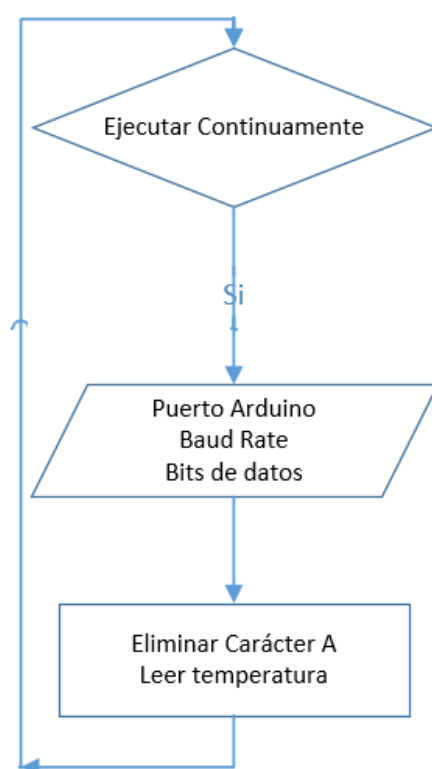 Ejecutar Continuamente
Si
Puerto Arduino
Baud Rate
Bits de datos
Eliminar Carácter A
Leer temperatura